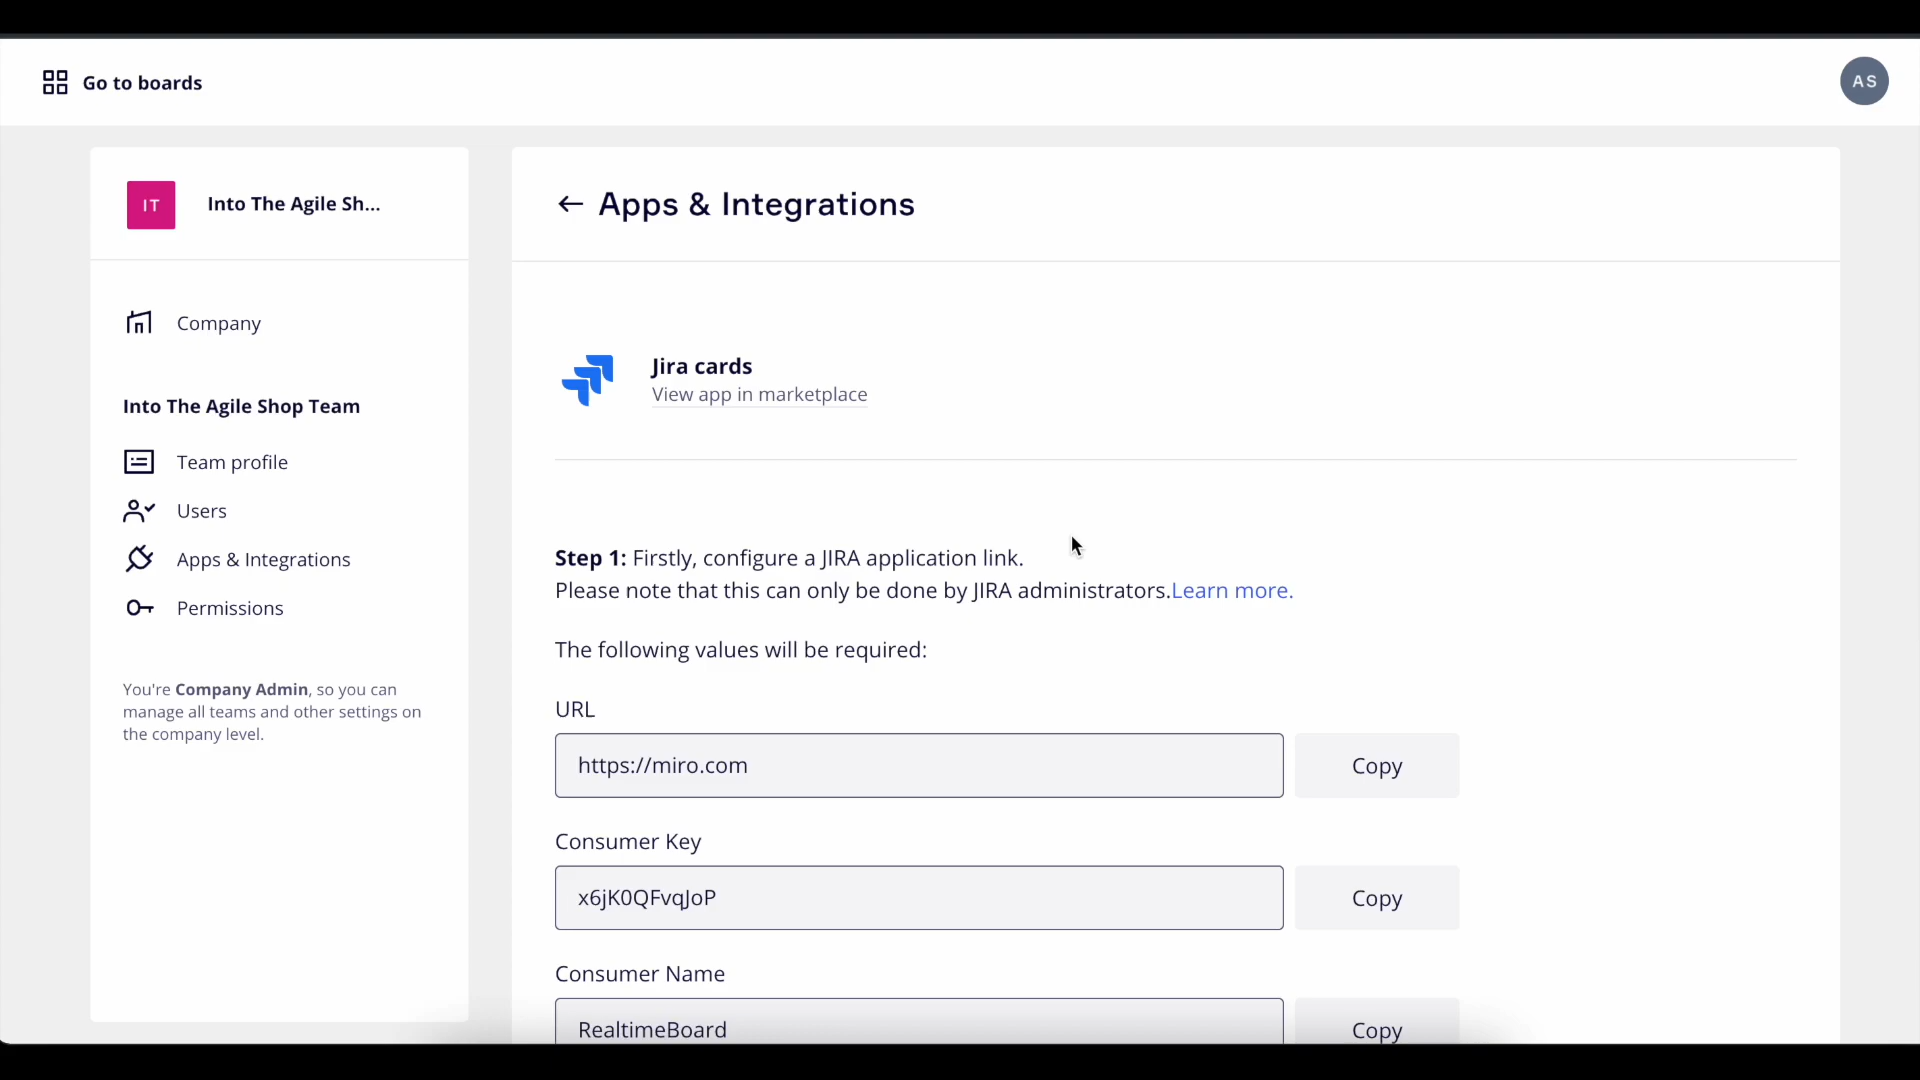 Go to boards
AS
IT
Into The Agile Sh...
Company
Into The Agile Shop Team
Team profile
Users
Apps & Integrations
Permissions
You're Company Admin, so you can
manage all teams and other settings on
the company level.
← Apps & Integrations
Jira cards
View app in marketplace
Step 1: Firstly, configure a JIRA application link.
Please note that this can only be done by JIRA administrators.Learn more.
The following values will be required:
URL
https://miro.com
Copy
Consumer Key
x6jK0QFvqJoP
Copy
Consumer Name
RealtimeBoard
Copy